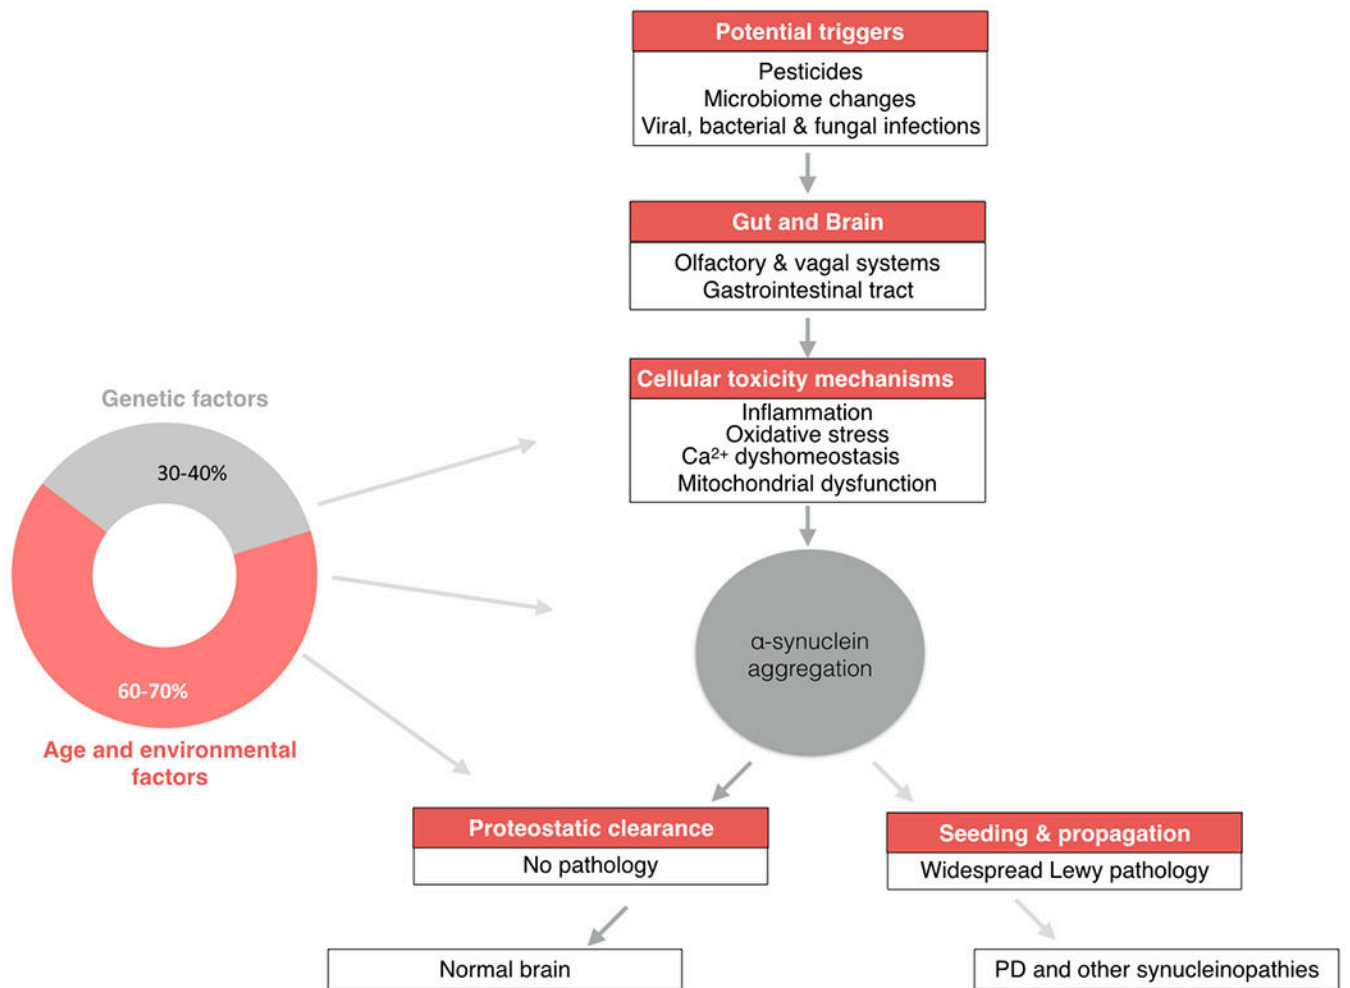 Potential triggers
Pesticides
Microbiome changes
Viral, bacterial & fungal infections
Gut and Brain
Olfactory & vagal systems
Gastrointestinal tract
Cellular toxicity mechanisms
Inflammation
Oxidative stress
Ca²⁺ dyshomeostasis
Mitochondrial dysfunction
Genetic factors
30-40%
60-70%
Age and environmental
factors
α-synuclein
aggregation
Proteostatic clearance
No pathology
Normal brain
Seeding & propagation
Widespread Lewy pathology
PD and other synucleinopathies